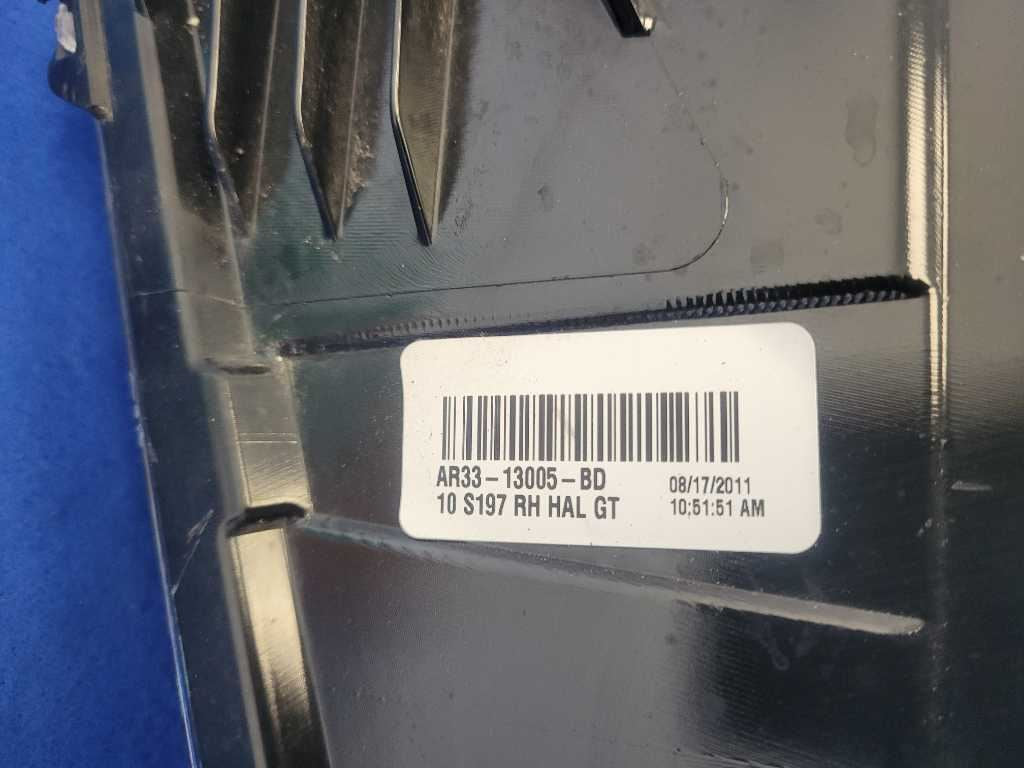 AR33-13005-BD
10 S197 RH HAL GT
08/17/2011
10:51:51 AM